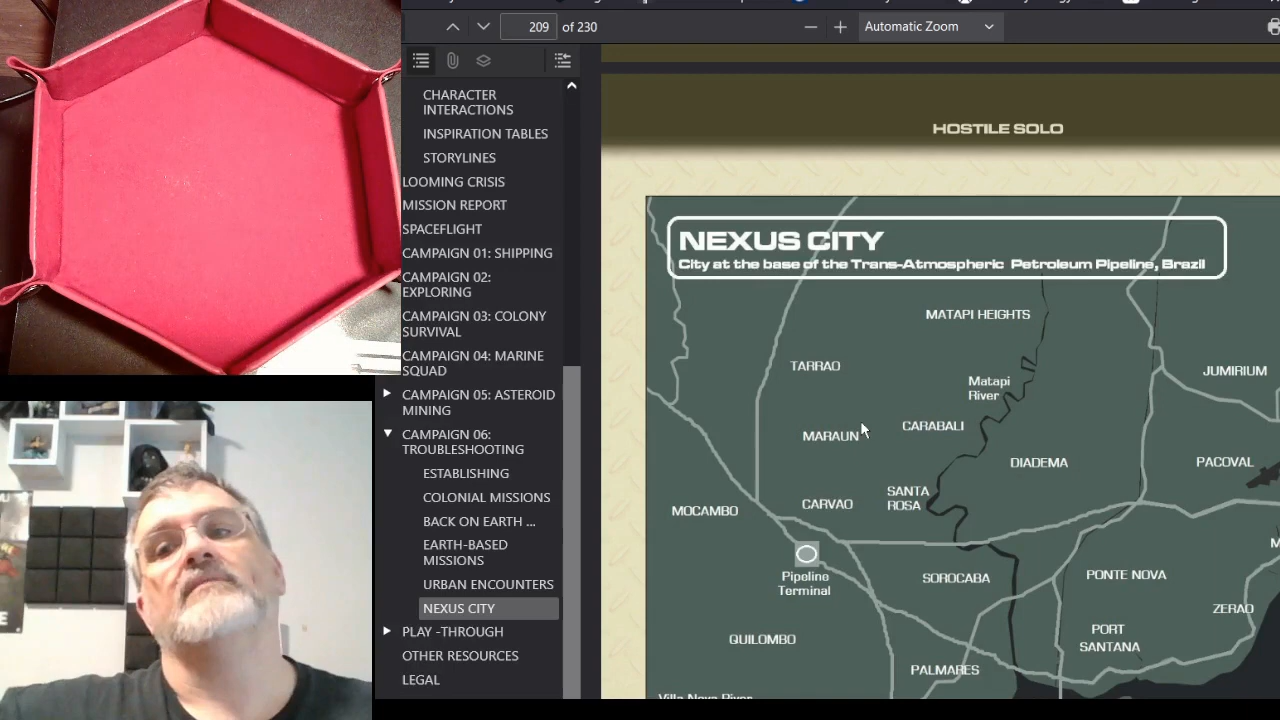 209 of 230
Automatic Zoom
CHARACTER
INTERACTIONS
INSPIRATION TABLES
STORYLINES
LOOMING CRISIS
MISSION REPORT
SPACEFLIGHT
CAMPAIGN 01: SHIPPING
CAMPAIGN 02:
EXPLORING
CAMPAIGN 03: COLONY
SURVIVAL
CAMPAIGN 04: MARINE
SQUAD
CAMPAIGN 05: ASTEROID
MINING
CAMPAIGN 06:
TROUBLESHOOTING
ESTABLISHING
COLONIAL MISSIONS
BACK ON EARTH ...
EARTH-BASED
MISSIONS
URBAN ENCOUNTERS
NEXUS CITY
PLAY -THROUGH
OTHER RESOURCES
LEGAL
HOSTILE SOLO
NEXUS CITY
City at the base of the Trans-Atmospheric Petroleum Pipeline, Brazil
MATAPI HEIGHTS
TARRAO
JUMIRIUM
Matapi
River
CARABALI
MARAUN
DIADEMA
PACOVAL
SANTA
ROSA
CARVAO
MOCAMBO
Pipeline
Terminal
SOROCABA
PONTE NOVA
ZERAO
PORT
SANTANA
QUILOMBO
PALMARES
Villa Nova River